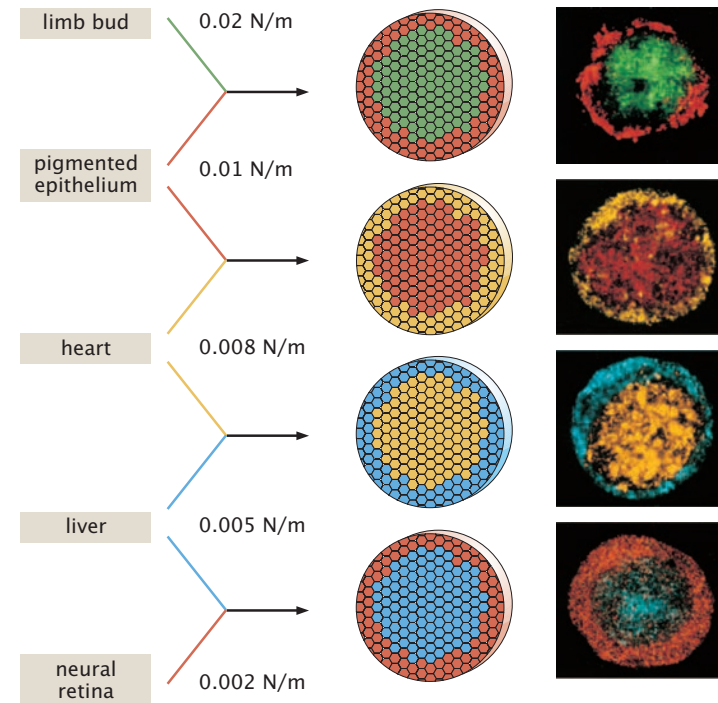 limb bud
0.02 N/m
pigmented
epithelium
0.01 N/m
heart
0.008 N/m
liver
0.005 N/m
neural
retina
0.002 N/m